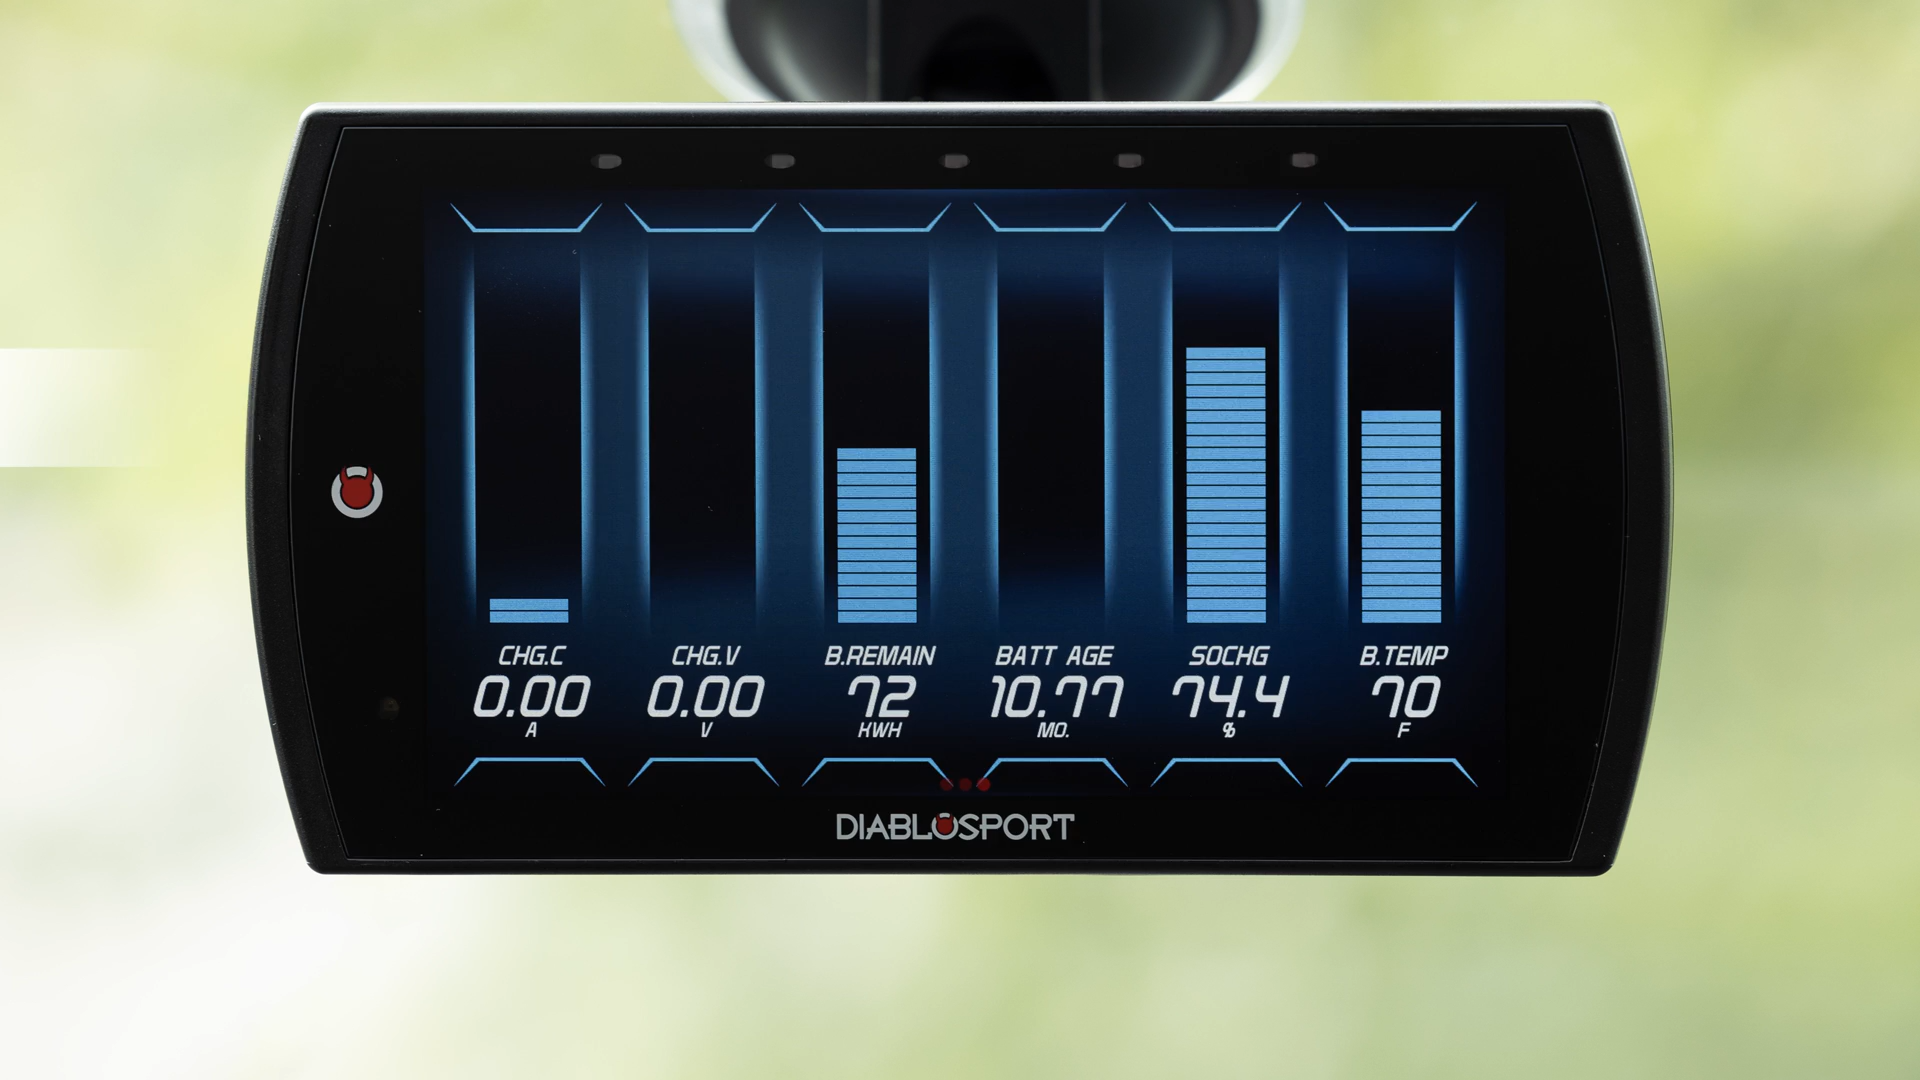 CHG.C CHG.V B.REMAIN BATT AGE SOCHG B.TEMP
0.00 0.00 72 10.77 74.4 70
A V KWH MO. % F
DIABLOSPORT